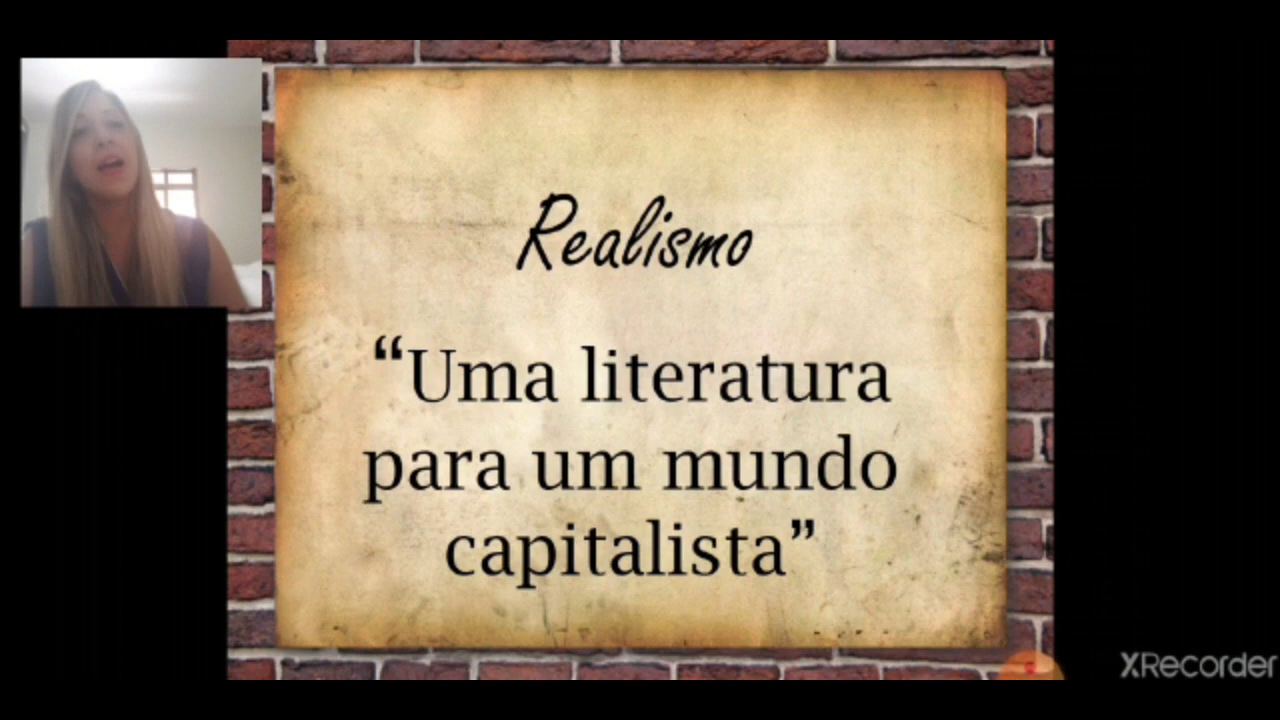 Realismo
“Uma literatura
para um mundo
capitalista”
XRecorder